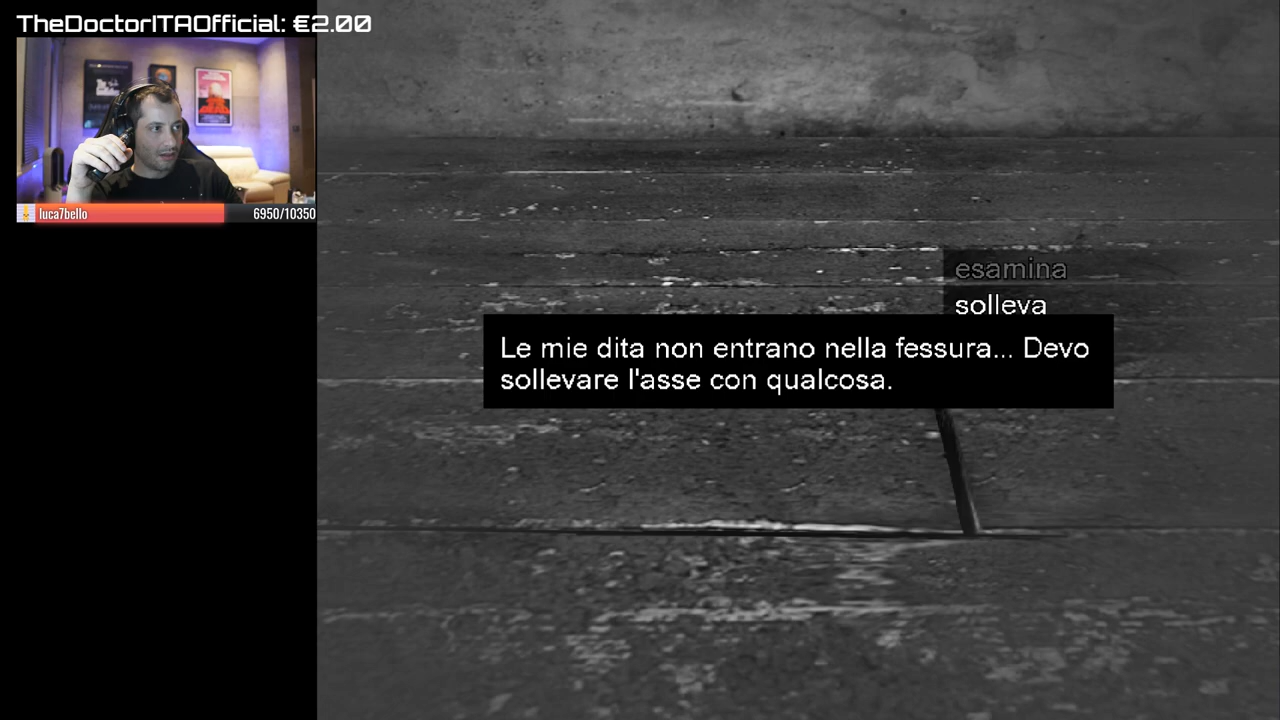 TheDoctorITAOfficial: €2.00
luca7bello
6950/10350
esamina
solleva
Le mie dita non entrano nella fessura... Devo
sollevare l'asse con qualcosa.